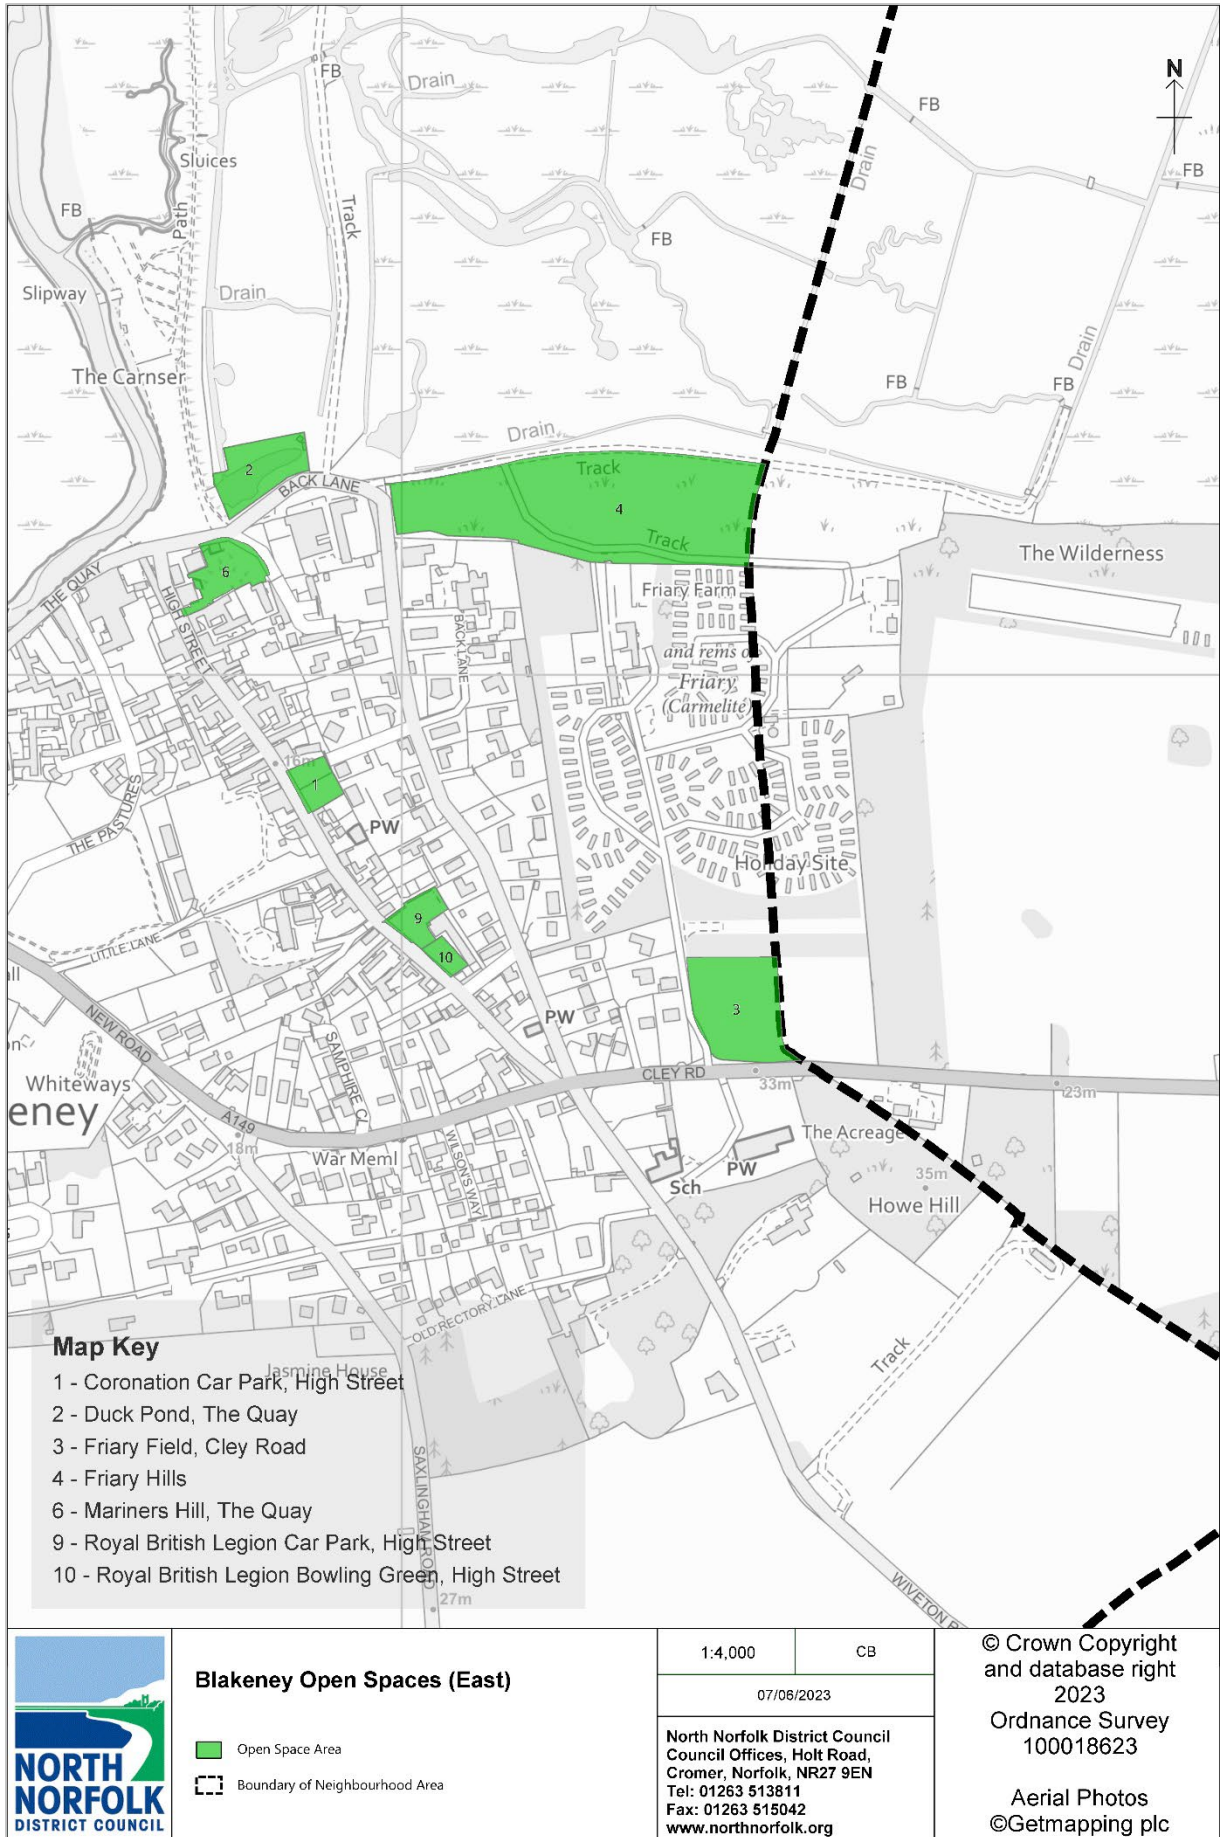 N
FB
Drain
FB
Drain
Sluices
FB
Path
Track
FB
FB
Slipway
Drain
The Carnser
Drain
FB
FB
Drain
2
Track
BACK LANE
4
Track
The Wilderness
THE QUAY
6
HIGH STREET
Friary Farm
BACK LANE
and rems of
Friary
(Carmelite)
16m
1
THE PASTURES
PW
Holiday Site
9
LITTLE LANE
10
3
NEW ROAD
PW
SAMPHIRE CL
CLEY RD
33m
23m
Whiteways
eney
A149
18m
War Meml
WILSON'S WAY
The Acreage
PW
Sch
35m
Howe Hill
OLD RECTORY LANE
Track
Jasmine House
SAXLINGHAM ROAD
27m
WIVETON R
Map Key
1 - Coronation Car Park, High Street
2 - Duck Pond, The Quay
3 - Friary Field, Cley Road
4 - Friary Hills
6 - Mariners Hill, The Quay
9 - Royal British Legion Car Park, High Street
10 - Royal British Legion Bowling Green, High Street
NORTH
NORFOLK
DISTRICT COUNCIL
Blakeney Open Spaces (East)
Open Space Area
Boundary of Neighbourhood Area
1:4,000
CB
07/06/2023
North Norfolk District Council
Council Offices, Holt Road,
Cromer, Norfolk, NR27 9EN
Tel: 01263 513811
Fax: 01263 515042
www.northnorfolk.org
© Crown Copyright
and database right
2023
Ordnance Survey
100018623
Aerial Photos
©Getmapping plc